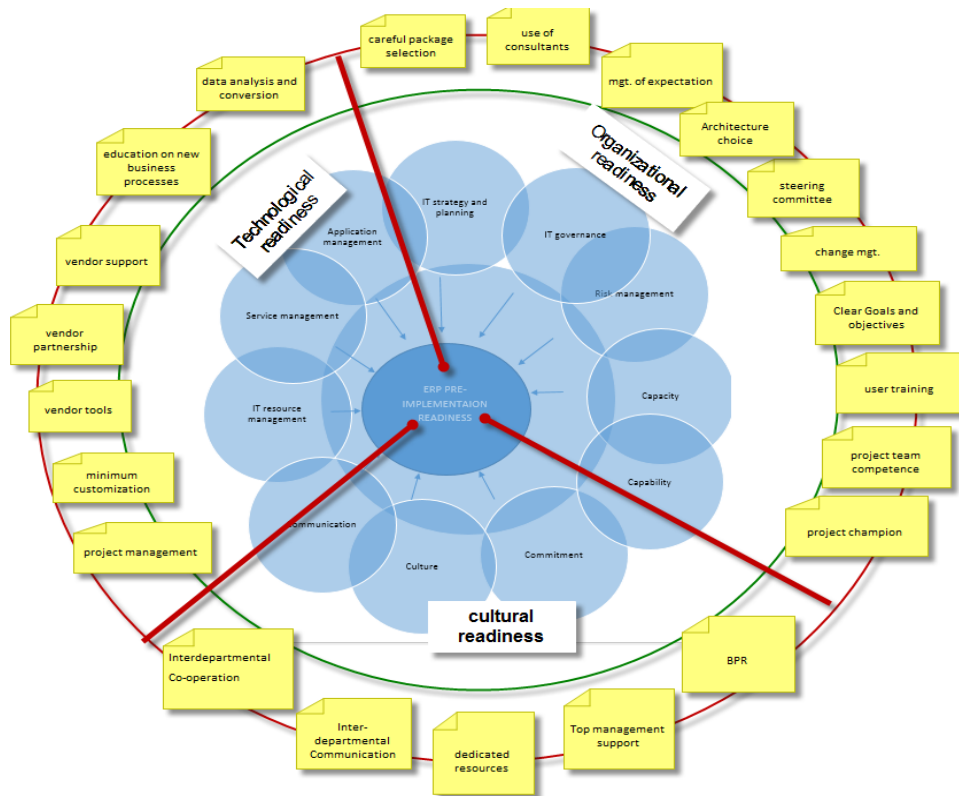 careful package
selection
use of
consultants
mgt. of expectation
Architecture
choice
steering
committee
change mgt.
Clear Goals and
objectives
user training
project team
competence
project champion
BPR
Top management
support
dedicated
resources
Inter-
departmental
Communication
Interdepartmental
Co-operation
project management
minimum
customization
vendor tools
vendor
partnership
vendor support
education on new
business
processes
data analysis and
conversion
Technological
readiness
Organizational
readiness
cultural
readiness
IT strategy and
planning
IT governance
Risk management
Capacity
Capability
Commitment
Culture
Communication
IT resource
management
Service management
Application
management
ERP PRE-
IMPLEMENTAION
READINESS